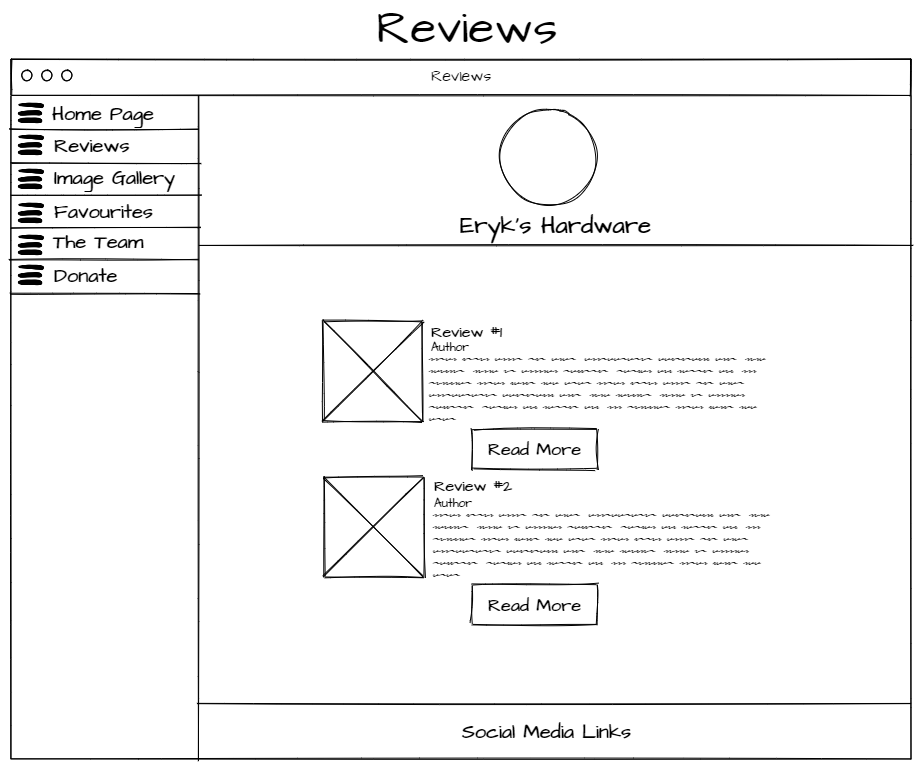 Reviews
Reviews
Home Page
Reviews
Image Gallery
Favourites
The Team
Donate
Eryk's Hardware
Review #1
Author
Read More
Review #2
Author
Read More
Social Media Links